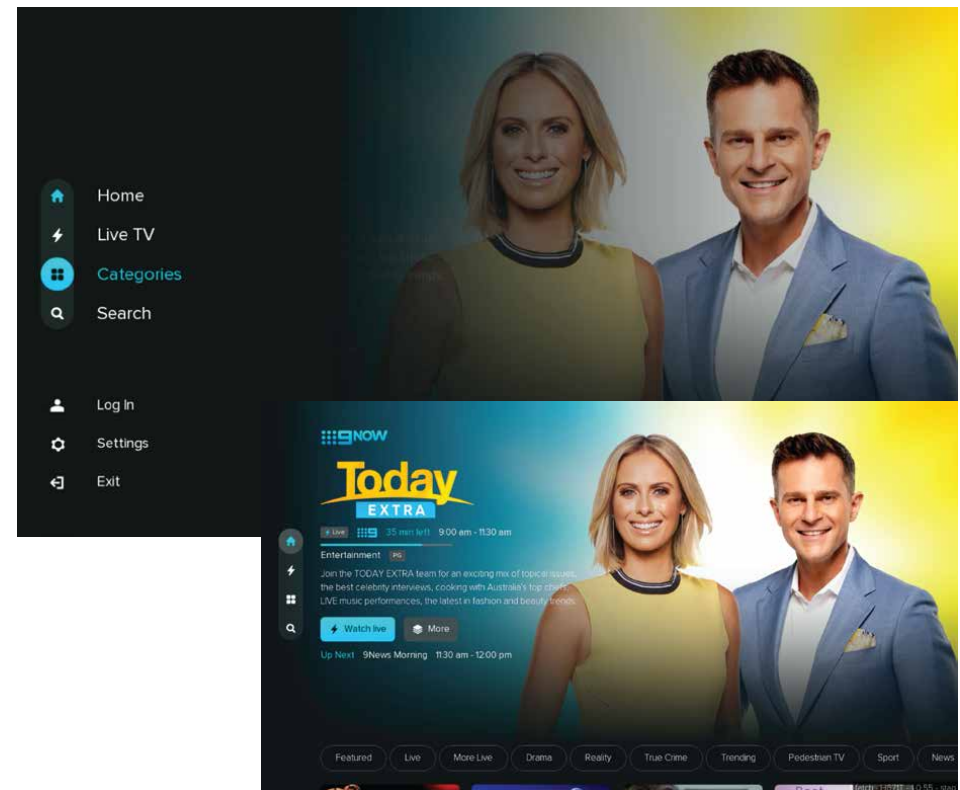 Home
Live TV
Categories
Search
Log In
Settings
Exit
9NOW
Today
EXTRA
Live 9 35 min left 9:00 am - 11:30 am
Entertainment PG
Join the TODAY EXTRA team for an exciting mix of topical issues,
the best celebrity interviews, cooking with Australia's top chefs,
LIVE music performances, the latest in fashion and beauty trends.
Watch live More
Up Next 9News Morning 11:30 am - 12:00 pm
Featured Live More Live Drama Reality True Crime Trending Pedestrian TV Sport News